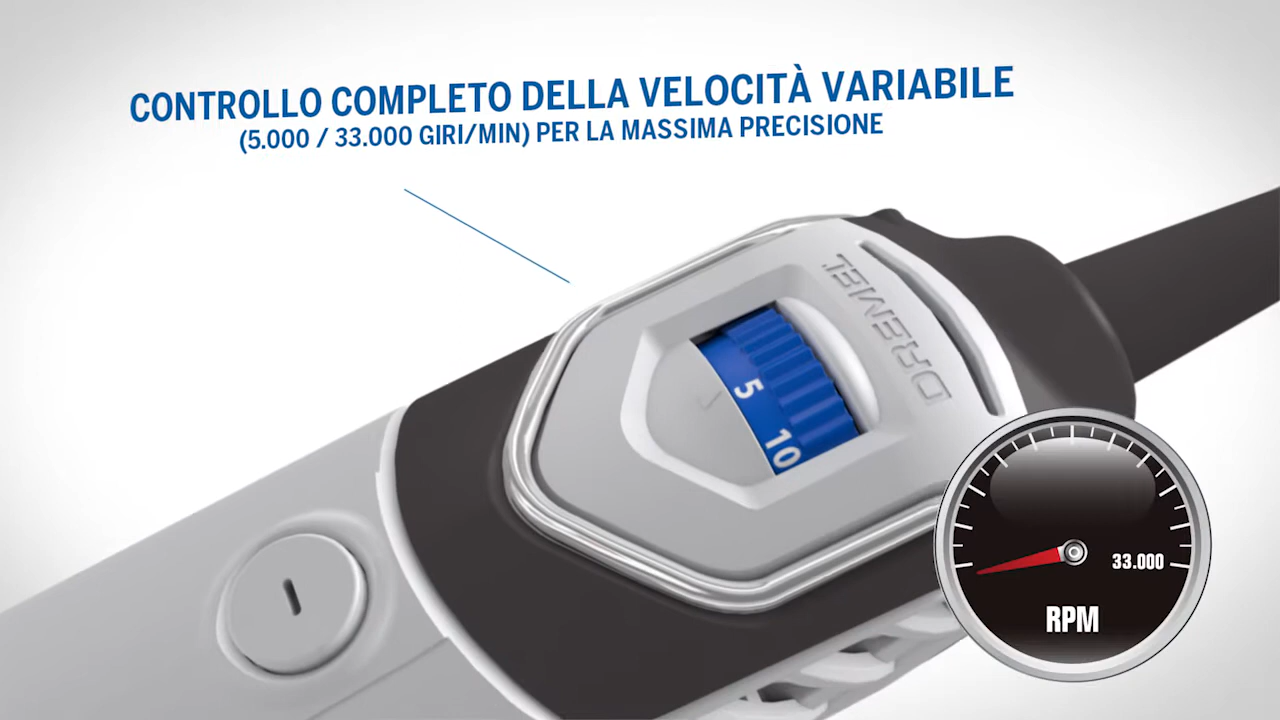 CONTROLLO COMPLETO DELLA VELOCITÀ VARIABILE
(5.000 / 33.000 GIRI/MIN) PER LA MASSIMA PRECISIONE
DREMEL
5
10
33.000
RPM